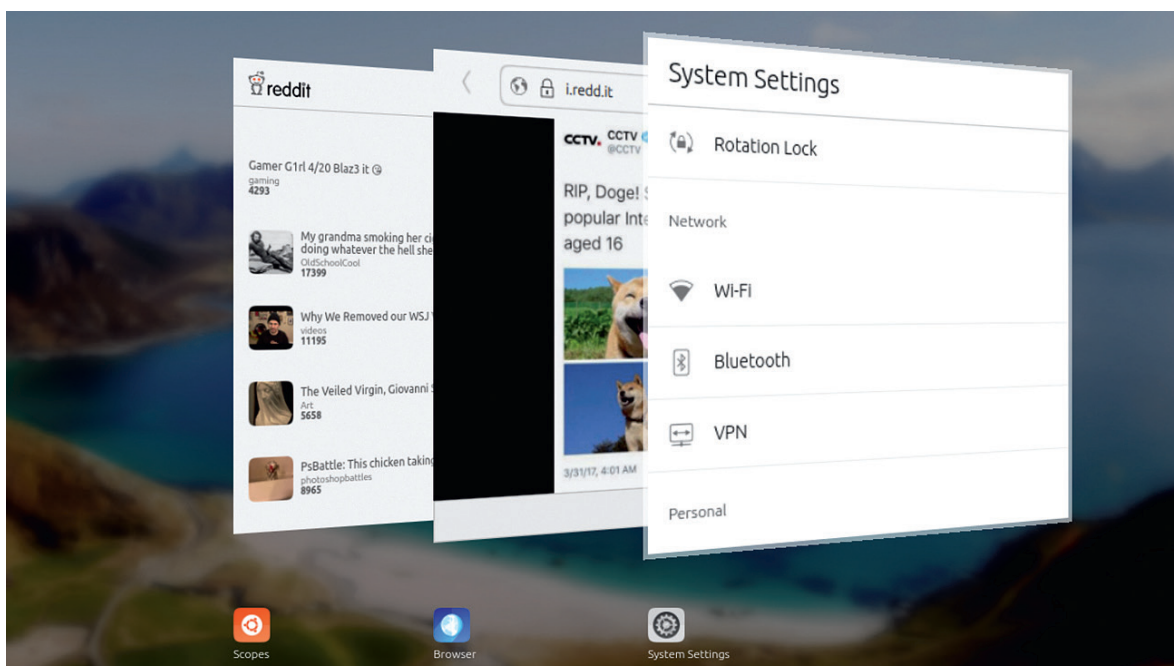 reddit
Gamer G1rl 4/20 Blaz3 it 😘
gaming
4293
My grandma smoking her
doing whatever the hell she
OldSchoolCool
17399
Why We Removed our WSJ
videos
11195
The Veiled Virgin, Giovanni
Art
5658
PsBattle: This chicken taking
photoshopbattles
8965
i.redd.it
CCTV. CCTV
@CCTV
RIP, Doge!
popular
aged 16
3/31/17, 4:01 AM
System Settings
Rotation Lock
Network
Wi-Fi
Bluetooth
VPN
Personal
Scopes
Browser
System Settings